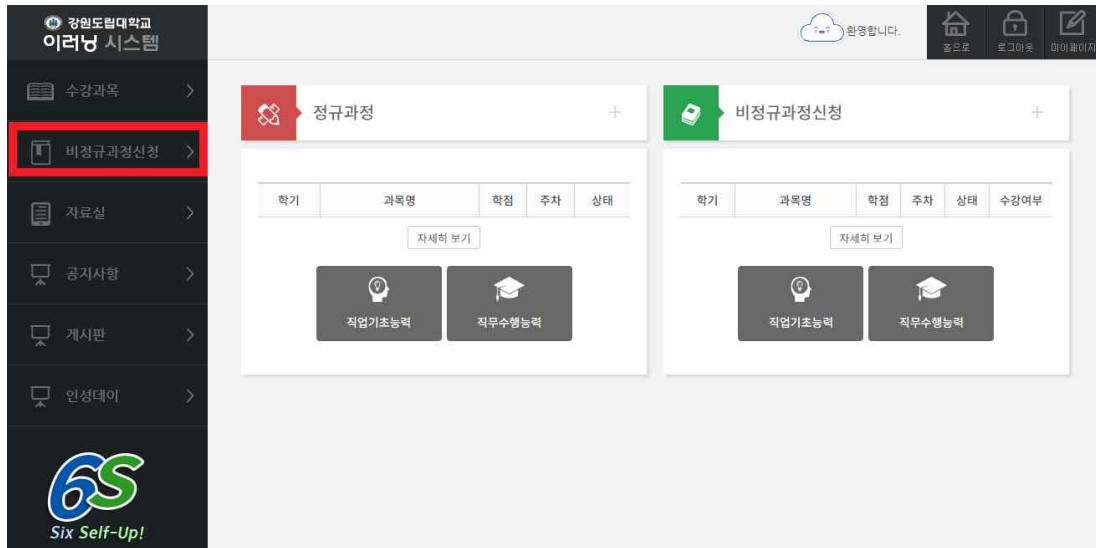 강원도립대학교
이러닝 시스템
환영합니다.
홈으로
로그아웃
마이페이지
수강과목
비정규과정신청
자료실
공지사항
게시판
인성데이
6S
Six Self-Up!
정규과정
학기 과목명 학점 주차 상태
자세히 보기
직업기초능력 직무수행능력
비정규과정신청
학기 과목명 학점 주차 상태 수강여부
자세히 보기
직업기초능력 직무수행능력